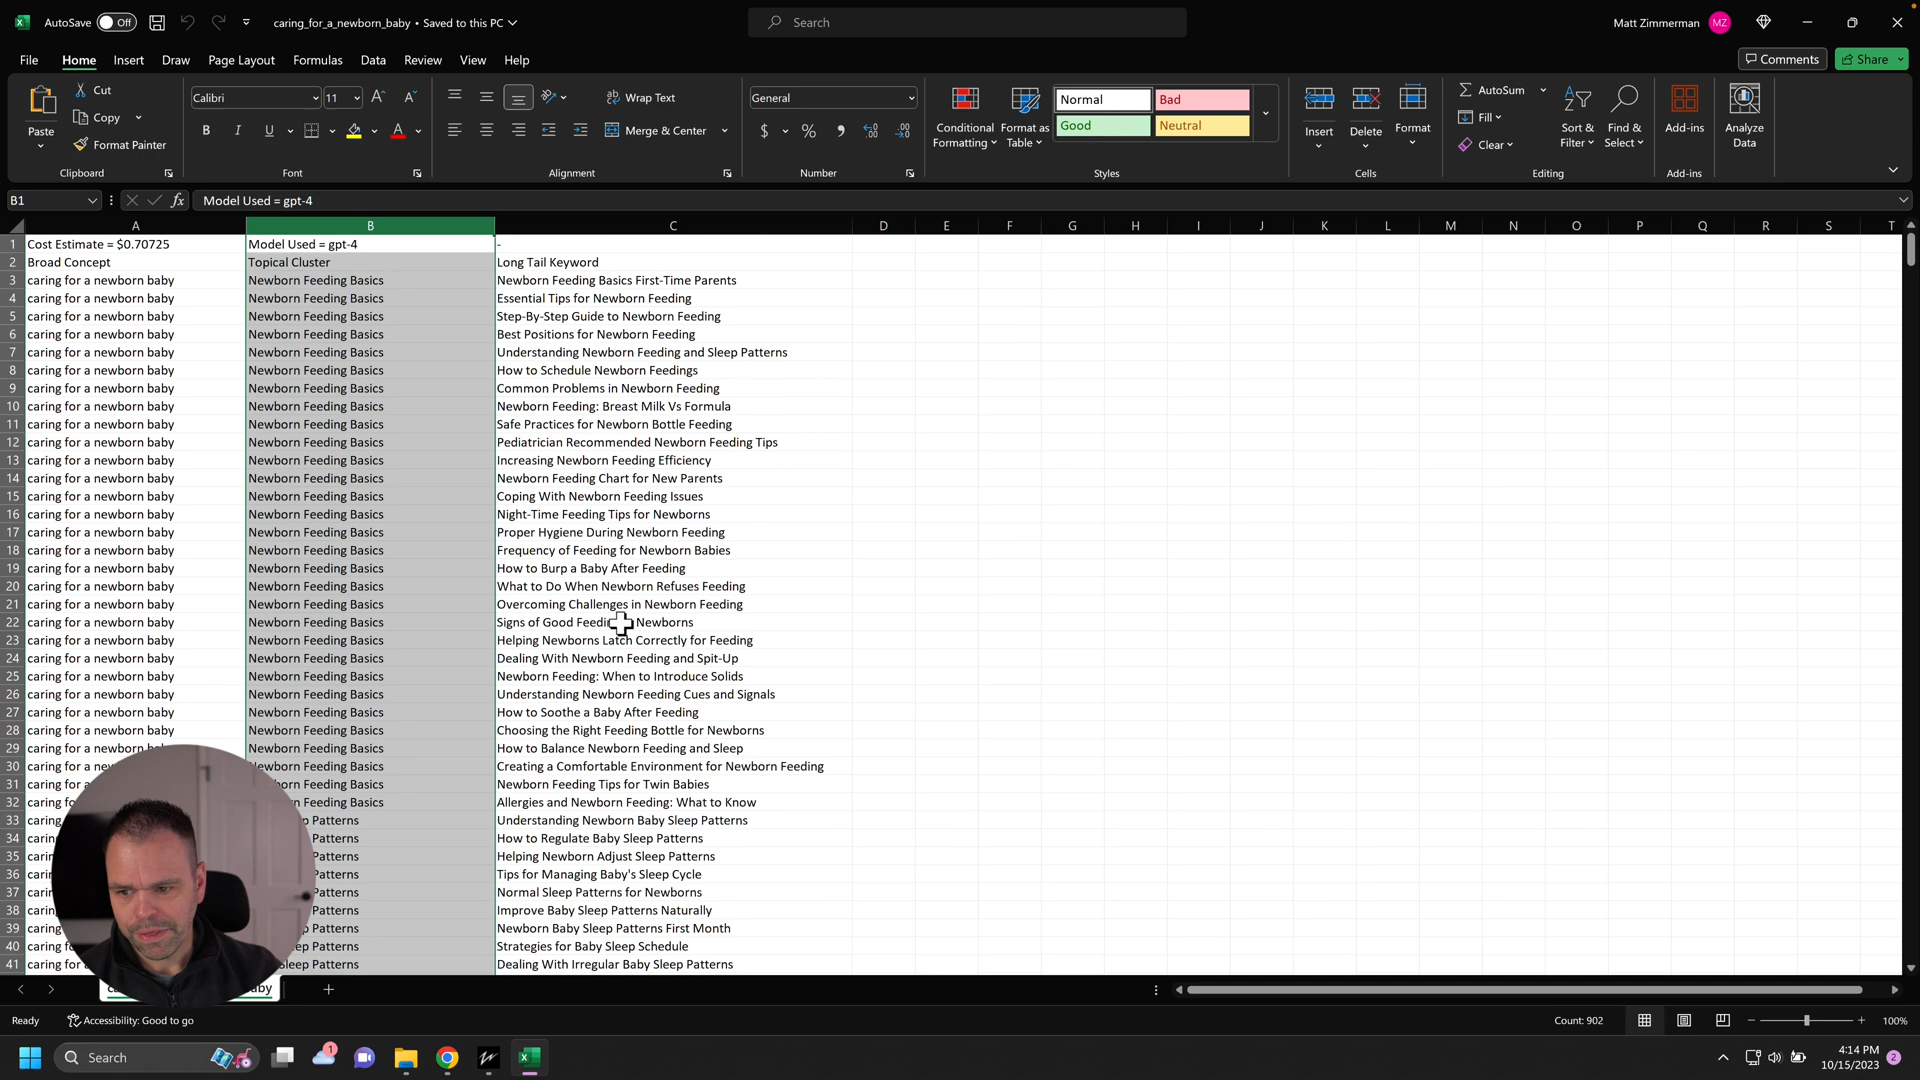 AutoSave Off caring_for_a_newborn_baby • Saved to this PC Search Matt Zimmerman MZ
File Home Insert Draw Page Layout Formulas Data Review View Help Comments Share
Paste Cut Copy Format Painter Clipboard
Calibri 11 B I U Font
Wrap Text Merge & Center Alignment
General $ % Number
Conditional Formatting Format as Table Normal Bad Good Neutral Styles
Insert Delete Format Cells
AutoSum Fill Clear Sort & Filter Find & Select Editing
Add-ins Add-ins
Analyze Data
B1 fx Model Used = gpt-4
A B C D E F G H I J K L M N O P Q R S T
1 Cost Estimate = $0.70725 Model Used = gpt-4 -
2 Broad Concept Topical Cluster Long Tail Keyword
3 caring for a newborn baby Newborn Feeding Basics Newborn Feeding Basics First-Time Parents
4 caring for a newborn baby Newborn Feeding Basics Essential Tips for Newborn Feeding
5 caring for a newborn baby Newborn Feeding Basics Step-By-Step Guide to Newborn Feeding
6 caring for a newborn baby Newborn Feeding Basics Best Positions for Newborn Feeding
7 caring for a newborn baby Newborn Feeding Basics Understanding Newborn Feeding and Sleep Patterns
8 caring for a newborn baby Newborn Feeding Basics How to Schedule Newborn Feedings
9 caring for a newborn baby Newborn Feeding Basics Common Problems in Newborn Feeding
10 caring for a newborn baby Newborn Feeding Basics Newborn Feeding: Breast Milk Vs Formula
11 caring for a newborn baby Newborn Feeding Basics Safe Practices for Newborn Bottle Feeding
12 caring for a newborn baby Newborn Feeding Basics Pediatrician Recommended Newborn Feeding Tips
13 caring for a newborn baby Newborn Feeding Basics Increasing Newborn Feeding Efficiency
14 caring for a newborn baby Newborn Feeding Basics Newborn Feeding Chart for New Parents
15 caring for a newborn baby Newborn Feeding Basics Coping With Newborn Feeding Issues
16 caring for a newborn baby Newborn Feeding Basics Night-Time Feeding Tips for Newborns
17 caring for a newborn baby Newborn Feeding Basics Proper Hygiene During Newborn Feeding
18 caring for a newborn baby Newborn Feeding Basics Frequency of Feeding for Newborn Babies
19 caring for a newborn baby Newborn Feeding Basics How to Burp a Baby After Feeding
20 caring for a newborn baby Newborn Feeding Basics What to Do When Newborn Refuses Feeding
21 caring for a newborn baby Newborn Feeding Basics Overcoming Challenges in Newborn Feeding
22 caring for a newborn baby Newborn Feeding Basics Signs of Good Newborns
23 caring for a newborn baby Newborn Feeding Basics Helping Newborns Latch Correctly for Feeding
24 caring for a newborn baby Newborn Feeding Basics Dealing With Newborn Feeding and Spit-Up
25 caring for a newborn baby Newborn Feeding Basics Newborn Feeding: When to Introduce Solids
26 caring for a newborn baby Newborn Feeding Basics Understanding Newborn Feeding Cues and Signals
27 caring for a newborn baby Newborn Feeding Basics How to Soothe a Baby After Feeding
28 caring for a newborn baby Newborn Feeding Basics Choosing the Right Feeding Bottle for Newborns
29 caring for a newborn Newborn Feeding Basics How to Balance Newborn Feeding and Sleep
30 caring for a Feeding Basics Creating a Comfortable Environment for Newborn Feeding
31 caring for Feeding Basics Newborn Feeding Tips for Twin Babies
32 caring Feeding Basics Allergies and Newborn Feeding: What to Know
33 caring Patterns Understanding Newborn Baby Sleep Patterns
34 caring Patterns How to Regulate Baby Sleep Patterns
35 Patterns Helping Newborn Adjust Sleep Patterns
36 Patterns Tips for Managing Baby's Sleep Cycle
37 Patterns Normal Sleep Patterns for Newborns
38 Patterns Improve Baby Sleep Patterns Naturally
39 Patterns Newborn Baby Sleep Patterns First Month
40 caring Patterns Strategies for Baby Sleep Schedule
41 caring for Sleep Patterns Dealing With Irregular Baby Sleep Patterns
Ready Accessibility: Good to go Count: 902 100%
Search 1 4:14 PM
10/15/2023 2